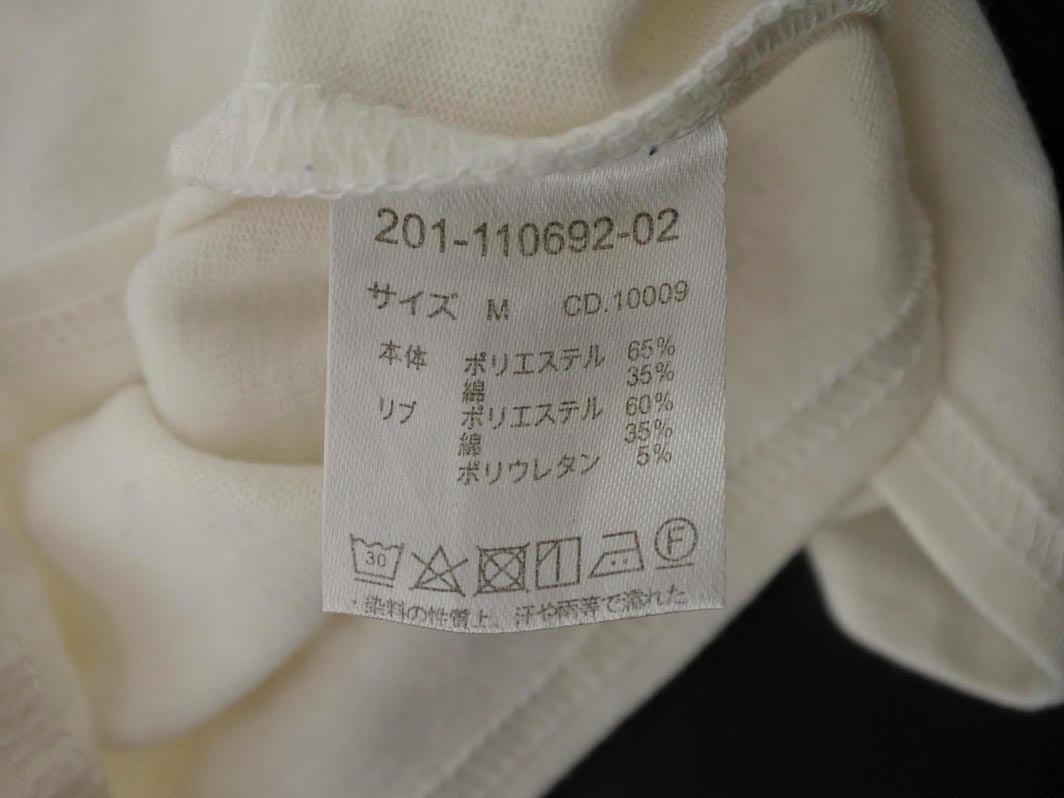 201-110692-02
サイズ M CD.10009
本体 ポリエステル 65%
綿 35%
リブ ポリエステル 60%
綿 35%
ポリウレタン 5%
30 F
・染料の性質上、汗や雨等で濡れた